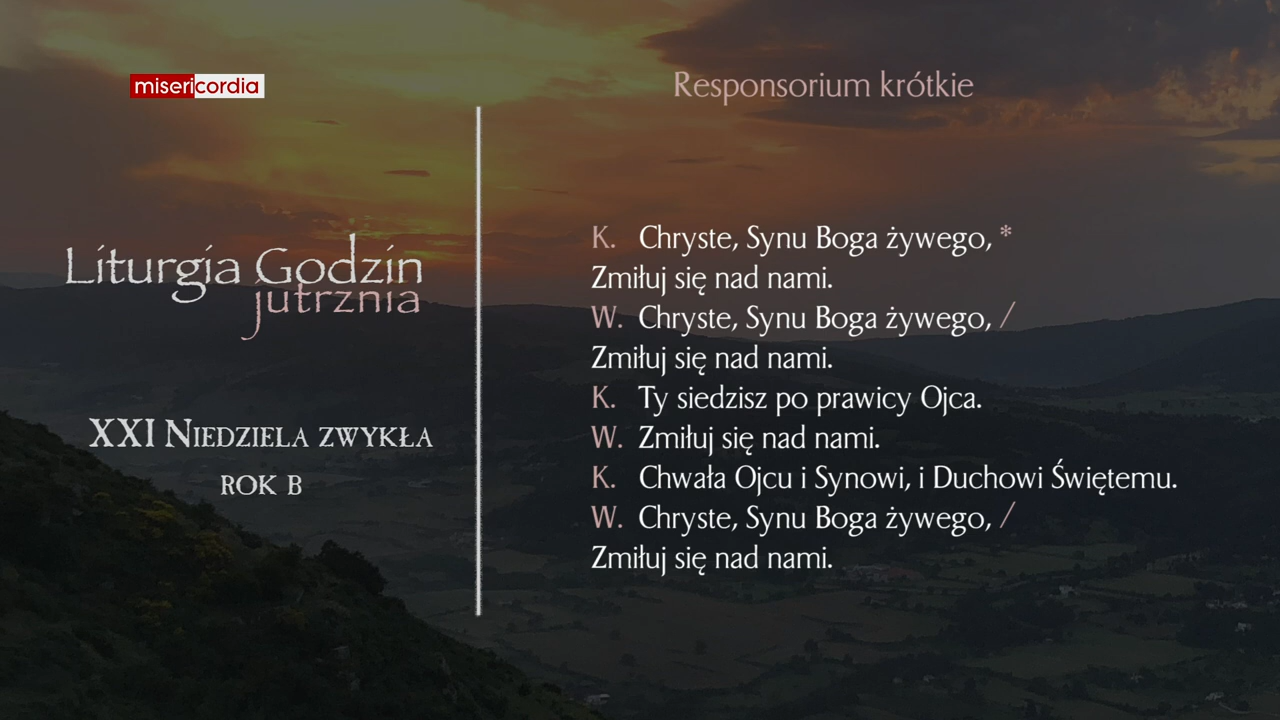 misericordia
Liturgia Godzin
jutrznia
XXI Niedziela zwykła
rok B
Responsorium krótkie
K. Chryste, Synu Boga żywego, *
Zmiłuj się nad nami.
W. Chryste, Synu Boga żywego, /
Zmiłuj się nad nami.
K. Ty siedzisz po prawicy Ojca.
W. Zmiłuj się nad nami.
K. Chwała Ojcu i Synowi, i Duchowi Świętemu.
W. Chryste, Synu Boga żywego, /
Zmiłuj się nad nami.